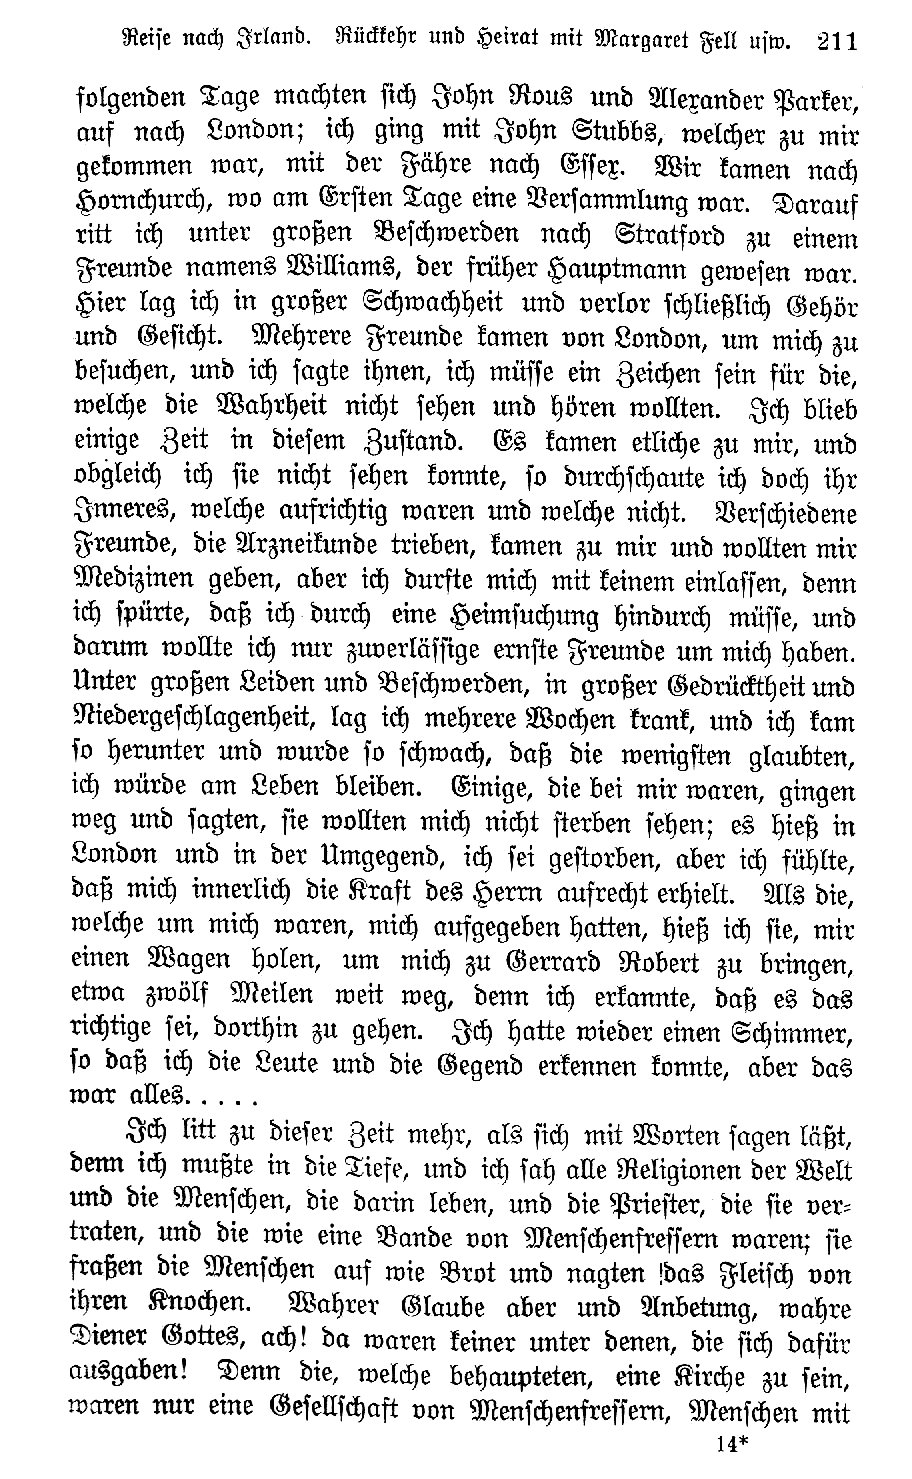 Reise nach Irland. Rückkehr und Heirat mit Margaret Fell usw. 211
folgenden Tage machten sich John Rous und Alexander Parker,
auf nach London; ich ging mit John Stubbs, welcher zu mir
gekommen war, mit der Fähre nach Essex. Wir kamen nach
Hornchurch, wo am Ersten Tage eine Versammlung war. Darauf
ritt ich unter großen Beschwerden nach Stratford zu einem
Freunde namens Williams, der früher Hauptmann gewesen war.
Hier lag ich in großer Schwachheit und verlor schließlich Gehör
und Gesicht. Mehrere Freunde kamen von London, um mich zu
besuchen, und ich sagte ihnen, ich müsse ein Zeichen sein für die,
welche die Wahrheit nicht sehen und hören wollten. Ich blieb
einige Zeit in diesem Zustand. Es kamen etliche zu mir, und
obgleich ich sie nicht sehen konnte, so durchschaute ich doch ihr
Inneres, welche aufrichtig waren und welche nicht. Verschiedene
Freunde, die Arzneikunde trieben, kamen zu mir und wollten mir
Medizinen geben, aber ich durfte mich mit keinem einlassen, denn
ich spürte, daß ich durch eine Heimsuchung hindurch müsse, und
darum wollte ich nur zuverlässige ernste Freunde um mich haben.
Unter großen Leiden und Beschwerden, in großer Gedrücktheit und
Niedergeschlagenheit, lag ich mehrere Wochen krank, und ich kam
so herunter und wurde so schwach, daß die wenigsten glaubten,
ich würde am Leben bleiben. Einige, die bei mir waren, gingen
weg und sagten, sie wollten mich nicht sterben sehen; es hieß in
London und in der Umgegend, ich sei gestorben, aber ich fühlte,
daß mich innerlich die Kraft des Herrn aufrecht erhielt. Als die,
welche um mich waren, mich aufgegeben hatten, hieß ich sie, mir
einen Wagen holen, um mich zu Gerrard Robert zu bringen,
etwa zwölf Meilen weit weg, denn ich erkannte, daß es das
richtige sei, dorthin zu gehen. Ich hatte wieder einen Schimmer,
so daß ich die Leute und die Gegend erkennen konnte, aber das
war alles. . . . .
Ich litt zu dieser Zeit mehr, als sich mit Worten sagen läßt,
denn ich mußte in die Tiefe, und ich sah alle Religionen der Welt
und die Menschen, die darin leben, und die Priester, die sie ver-
traten, und die wie eine Bande von Menschenfressern waren; sie
fraßen die Menschen auf wie Brot und nagten !das Fleisch von
ihren Knochen. Wahrer Glaube aber und Anbetung, wahre
Diener Gottes, ach! da waren keiner unter denen, die sich dafür
ausgaben! Denn die, welche behaupteten, eine Kirche zu sein,
waren nur eine Gesellschaft von Menschenfressern, Menschen mit
14*